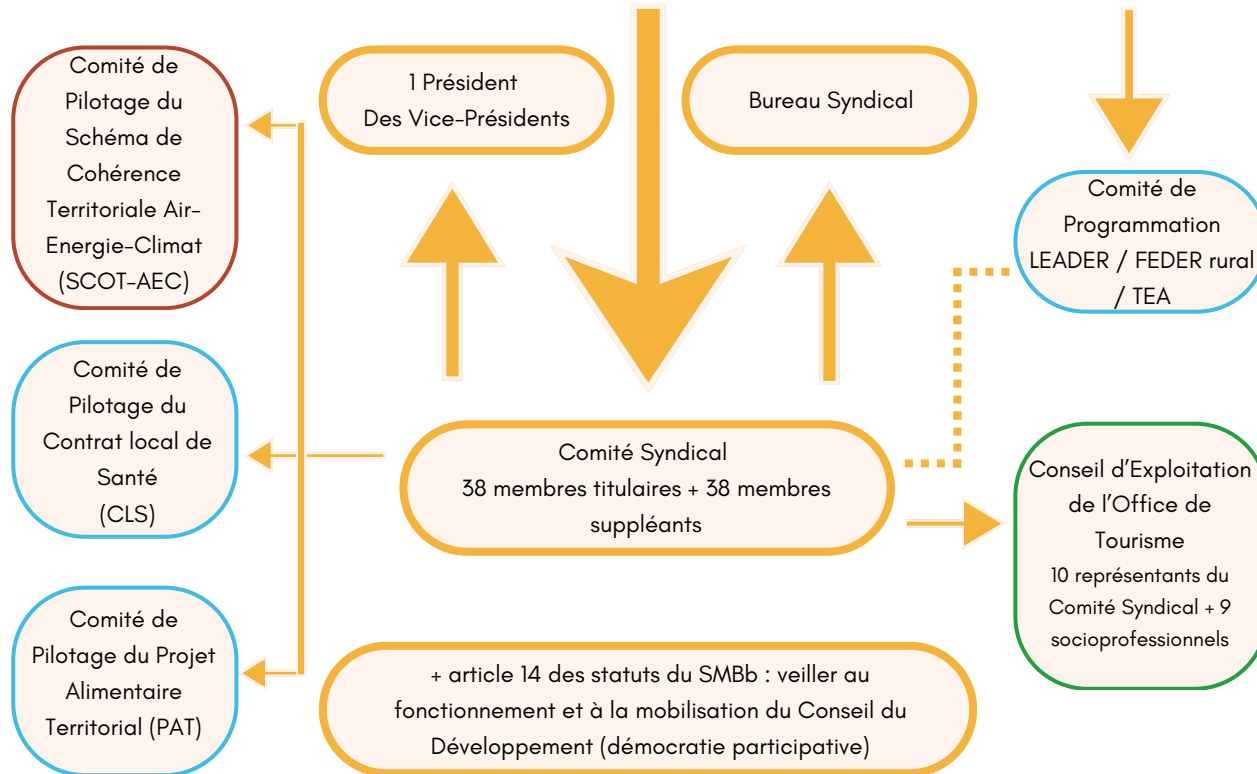 Comité de
Pilotage du
Schéma de
Cohérence
Territoriale Air-
Energie-Climat
(SCOT-AEC)
1 Président
Des Vice-Présidents
Bureau Syndical
Comité de
Programmation
LEADER / FEDER rural
/ TEA
Comité de
Pilotage du
Contrat local de
Santé
(CLS)
Comité Syndical
38 membres titulaires + 38 membres
suppléants
Conseil d'Exploitation
de l'Office de
Tourisme
10 représentants du
Comité Syndical + 9
socioprofessionnels
Comité de
Pilotage du Projet
Alimentaire
Territorial (PAT)
+ article 14 des statuts du SMBb : veiller au
fonctionnement et à la mobilisation du Conseil du
Développement (démocratie participative)